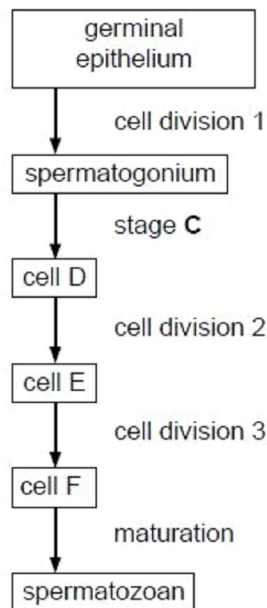 germinal
epithelium
cell division 1
spermatogonium
stage C
cell D
cell division 2
cell E
cell division 3
cell F
maturation
spermatozoan